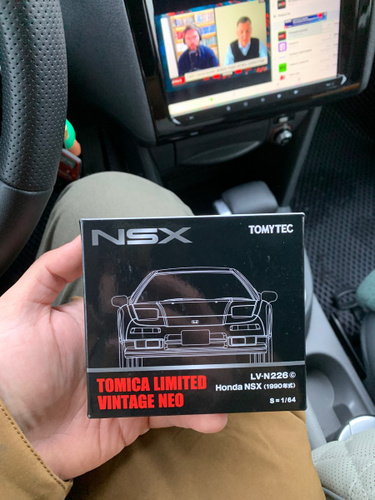 NSX
TOMYTEC
TOMICA LIMITED
VINTAGE NEO
LV-N226©
Honda NSX (1990年式)
S=1/64